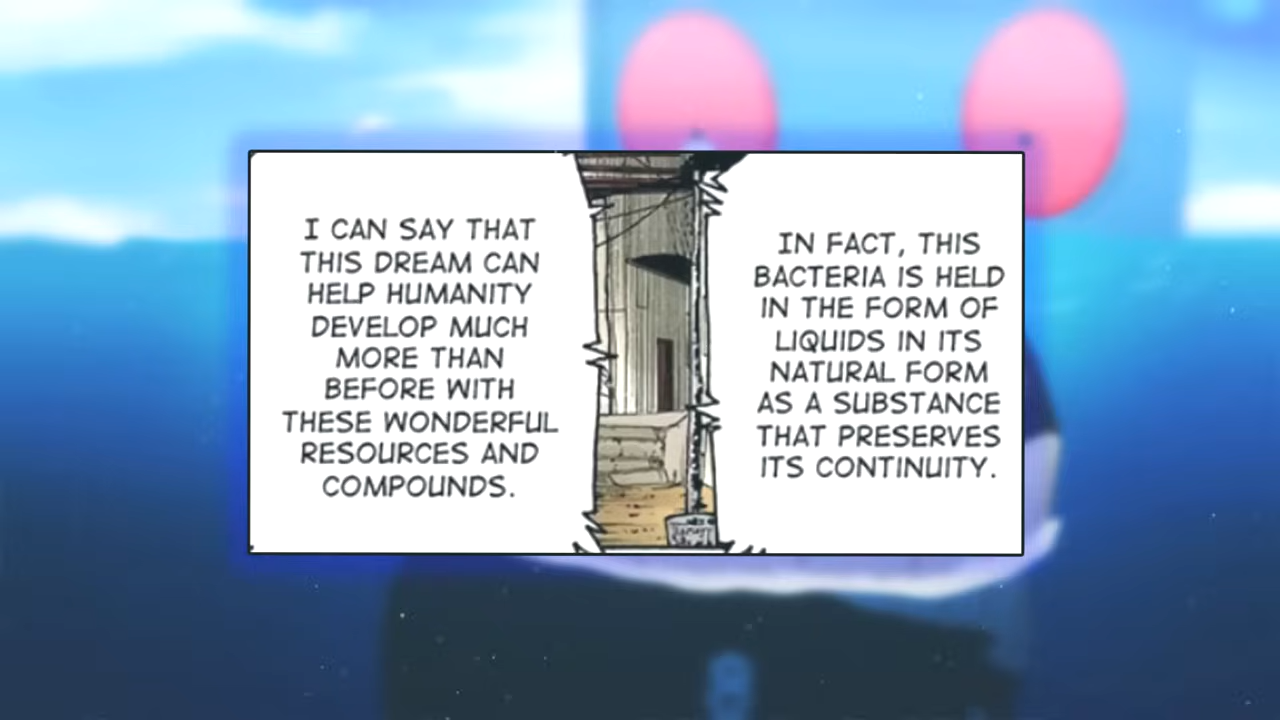 I CAN SAY THAT
THIS DREAM CAN
HELP HUMANITY
DEVELOP MUCH
MORE THAN
BEFORE WITH
THESE WONDERFUL
RESOURCES AND
COMPOUNDS.
IN FACT, THIS
BACTERIA IS HELD
IN THE FORM OF
LIQUIDS IN ITS
NATURAL FORM
AS A SUBSTANCE
THAT PRESERVES
ITS CONTINUITY.